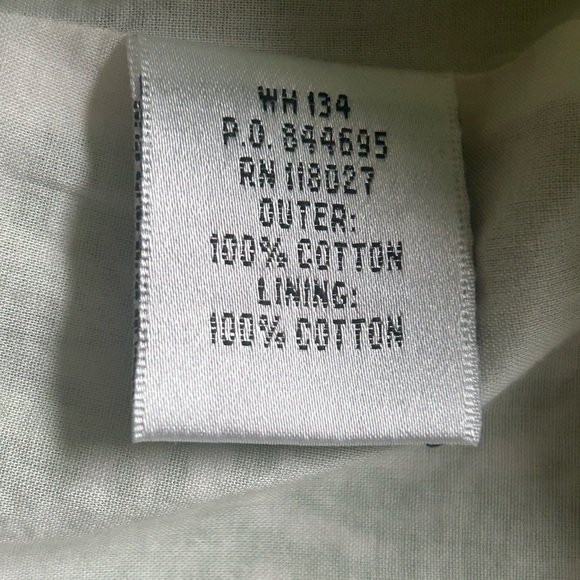 WH 134
P.O. 844695
RN 118027
OUTER:
100% COTTON
LINING:
100% COTTON